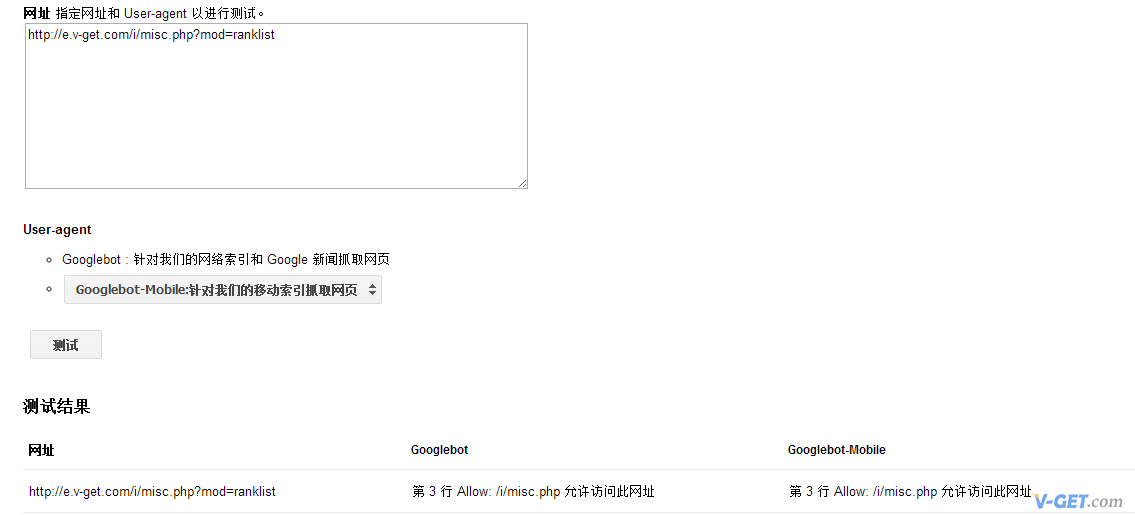 网址 指定网址和 User-agent 以进行测试。
http://e.v-get.com/i/misc.php?mod=ranklist
User-agent
Googlebot : 针对我们的网络索引和 Google 新闻抓取网页
Googlebot-Mobile:针对我们的移动索引抓取网页
测试
测试结果
网址 Googlebot Googlebot-Mobile
http://e.v-get.com/i/misc.php?mod=ranklist 第 3 行 Allow: /i/misc.php 允许访问此网址 第 3 行 Allow: /i/misc.php 允许访问此网址
V-GET.com